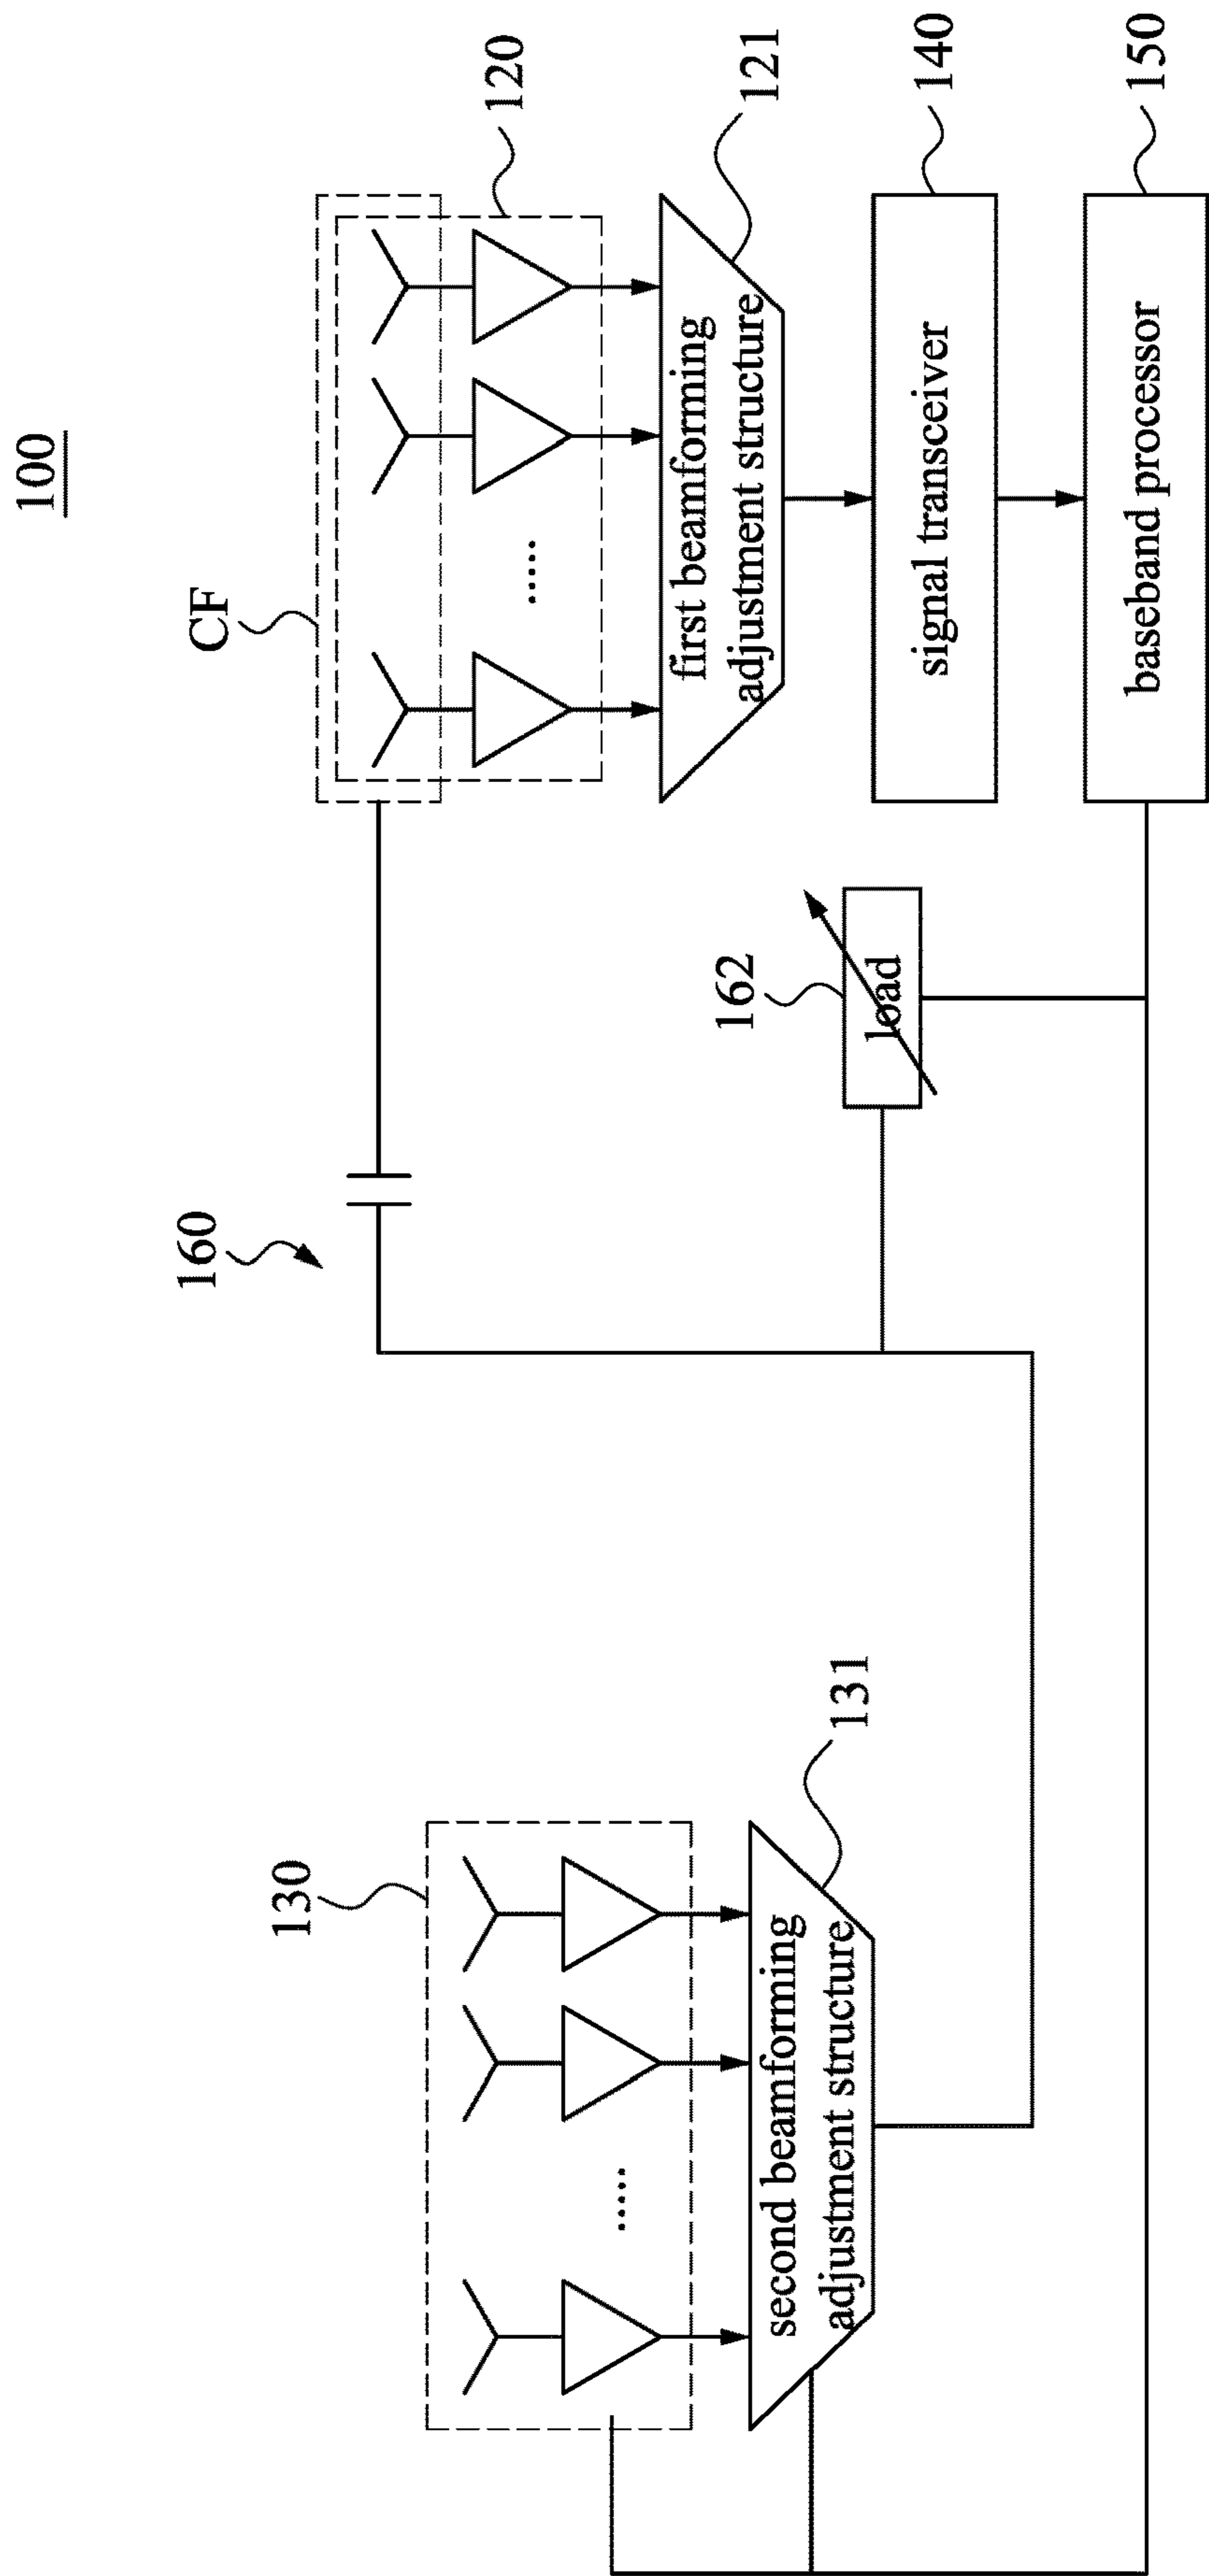 100
CF
120
first beamforming
adjustment structure
121
signal transceiver
140
baseband processor
150
160
162
load
130
second beamforming
adjustment structure
131
.....
.....